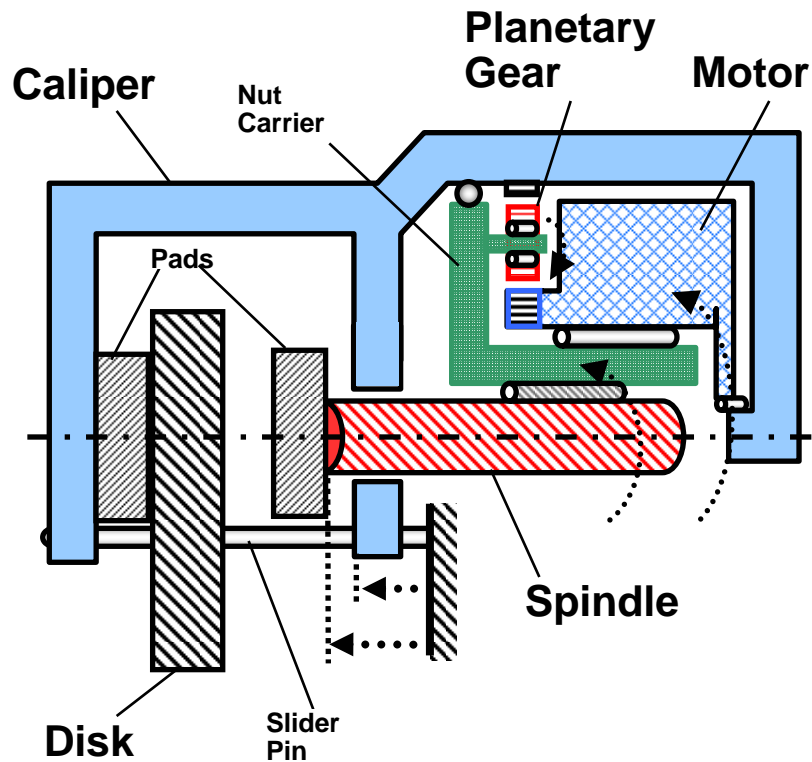 Planetary
Gear
Motor
Caliper
Nut
Carrier
Pads
Spindle
Disk
Slider
Pin